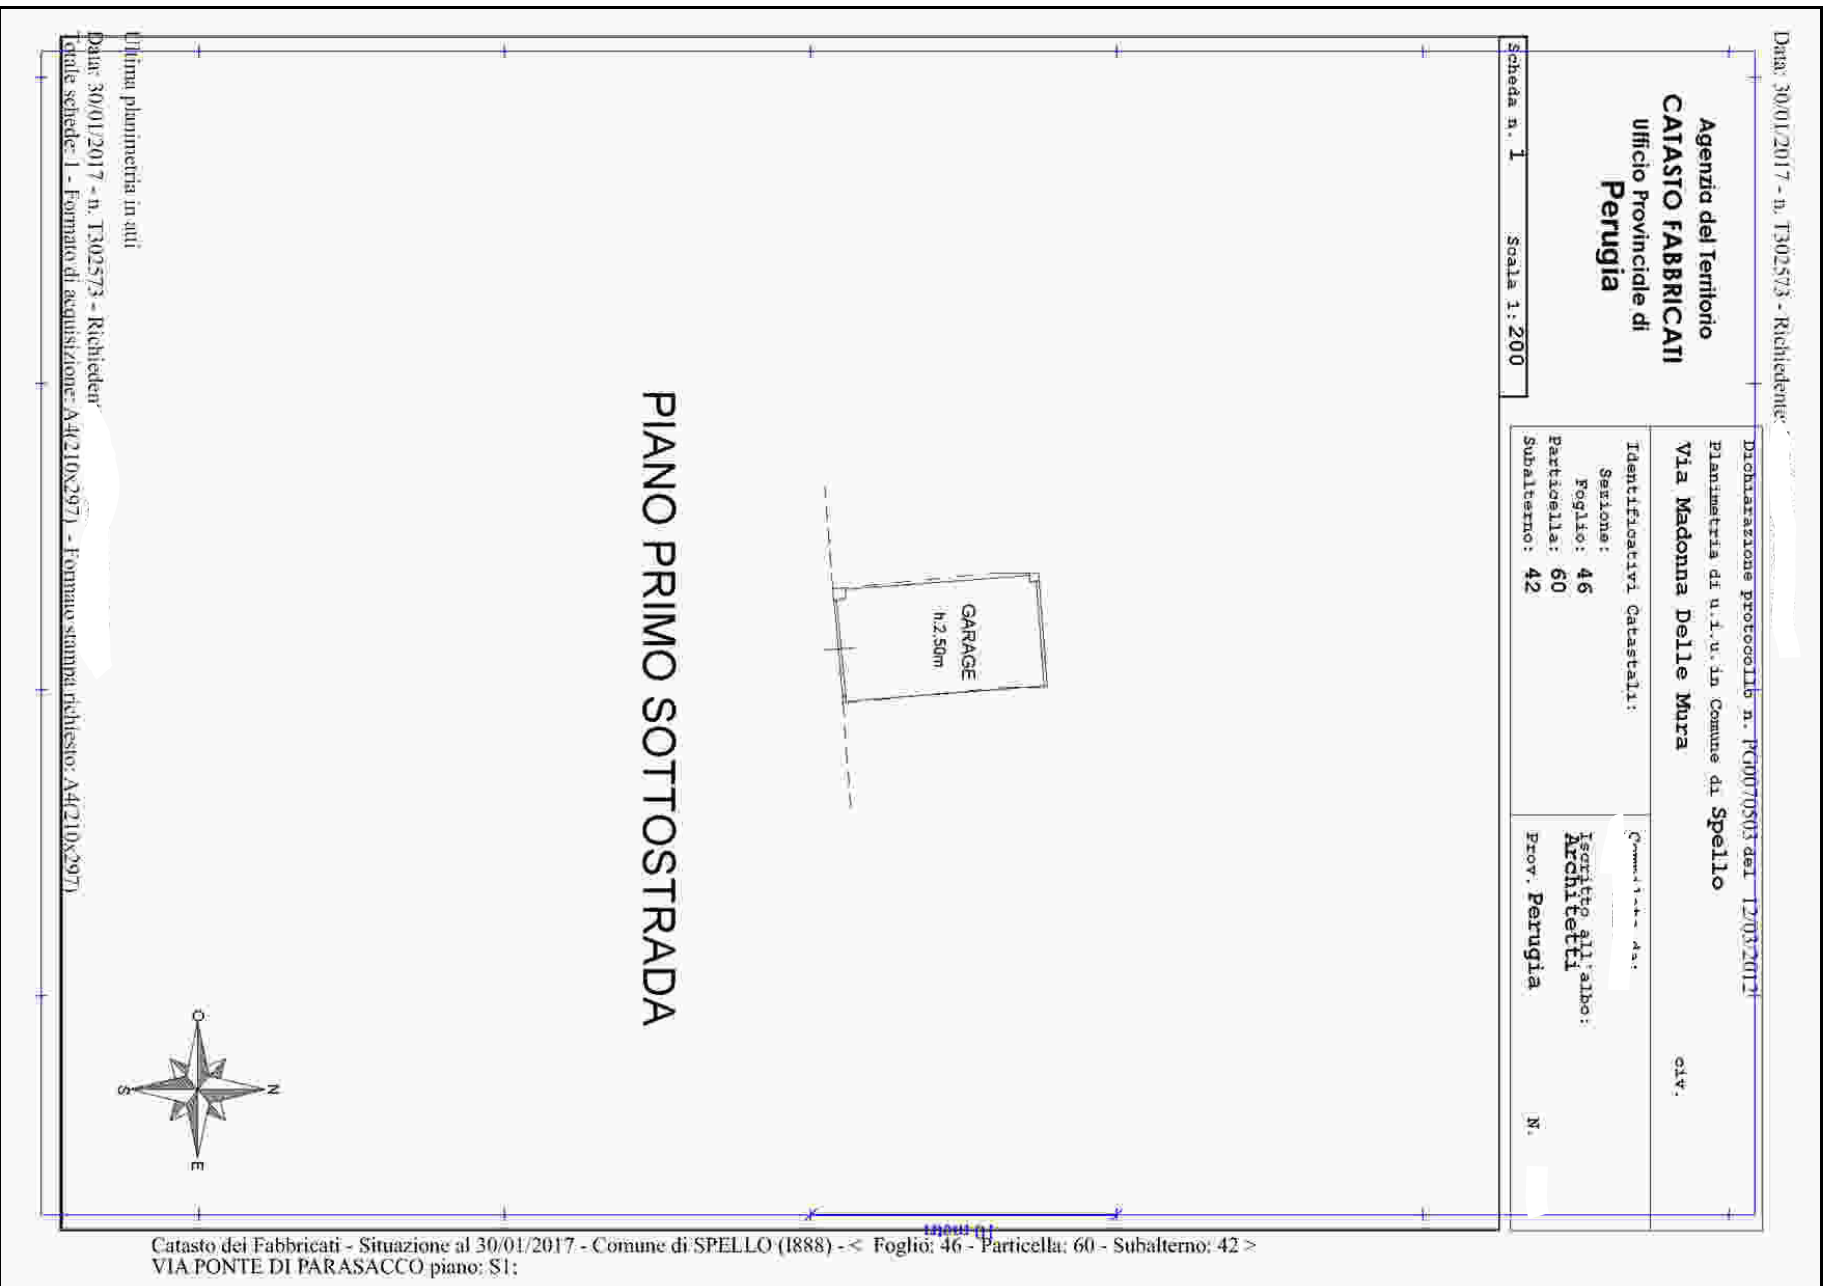 Data: 30/01/2017 - n. T302573 - Richiedente:
Agenzia del Territorio
CATASTO FABBRICATI
Ufficio Provinciale di
Perugia
Dichiarazione protocollo n. PG0070503 del 12/03/2012
Planimetria di u.i.u. in Comune di Spello
Via Madonna Delle Mura civ.
Identificativi Catastali:
Sezione:
Foglio: 46
Particella: 60
Subalterno: 42
da:
Iscritto all'albo:
Architetti
Prov. Perugia N.
Scheda n. 1 Scala 1:200
GARAGE
h:2.50m
PIANO PRIMO SOTTOSTRADA
O
N
S
E
Ultima planimetria in atti
Data: 30/01/2017 - n. T302573 - Richieden
Totale schede: 1 - Formato di acquisizione: A4(210x297) - Formato stampa richiesto: A4(210x297)
10 metri
Catasto dei Fabbricati - Situazione al 30/01/2017 - Comune di SPELLO (I888) - < Foglio: 46 - Particella: 60 - Subalterno: 42 >
VIA PONTE DI PARASACCO piano: S1;